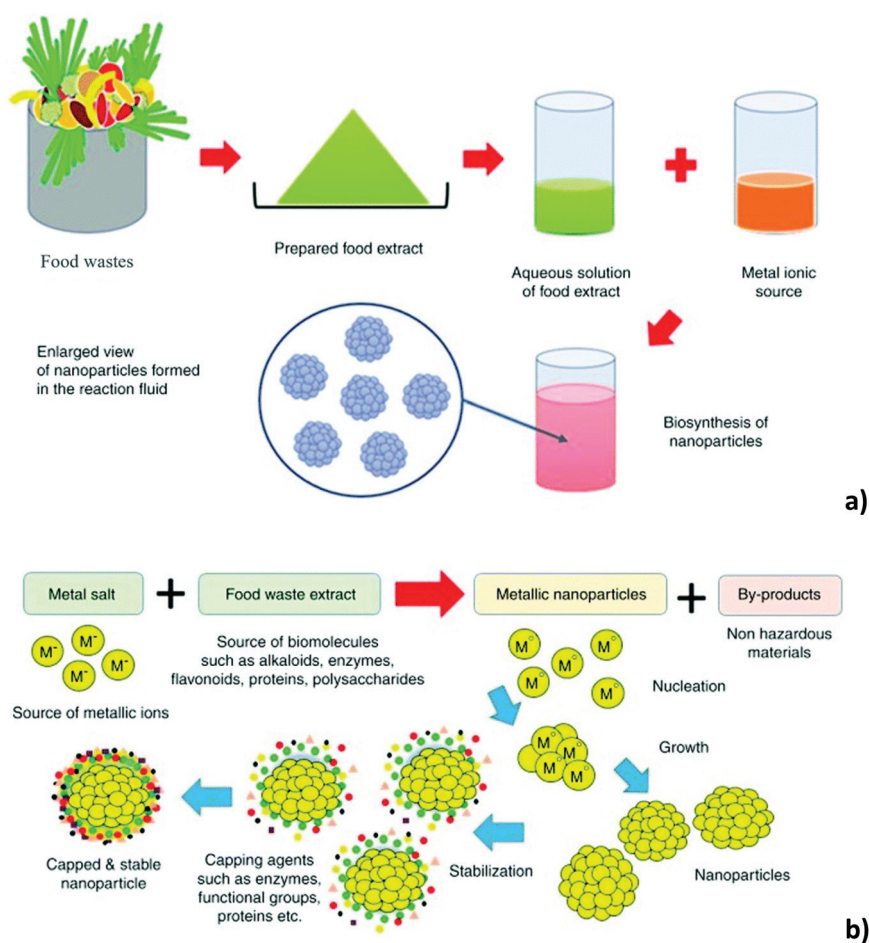 Food wastes
Prepared food extract
Aqueous solution
of food extract
Metal ionic
source
Enlarged view
of nanoparticles formed
in the reaction fluid
Biosynthesis of
nanoparticles
a)
Metal salt
+
Food waste extract
Metallic nanoparticles
+
By-products
M⁻
M⁻
M⁻
M⁻
Source of metallic ions
Source of biomolecules
such as alkaloids, enzymes,
flavonoids, proteins, polysaccharides
M°
M°
M°
M°
M°
Nucleation
Non hazardous
materials
M°
M°
M°
M°
Growth
Nanoparticles
Stabilization
Capping agents
such as enzymes,
functional groups,
proteins etc.
Capped & stable
nanoparticle
b)